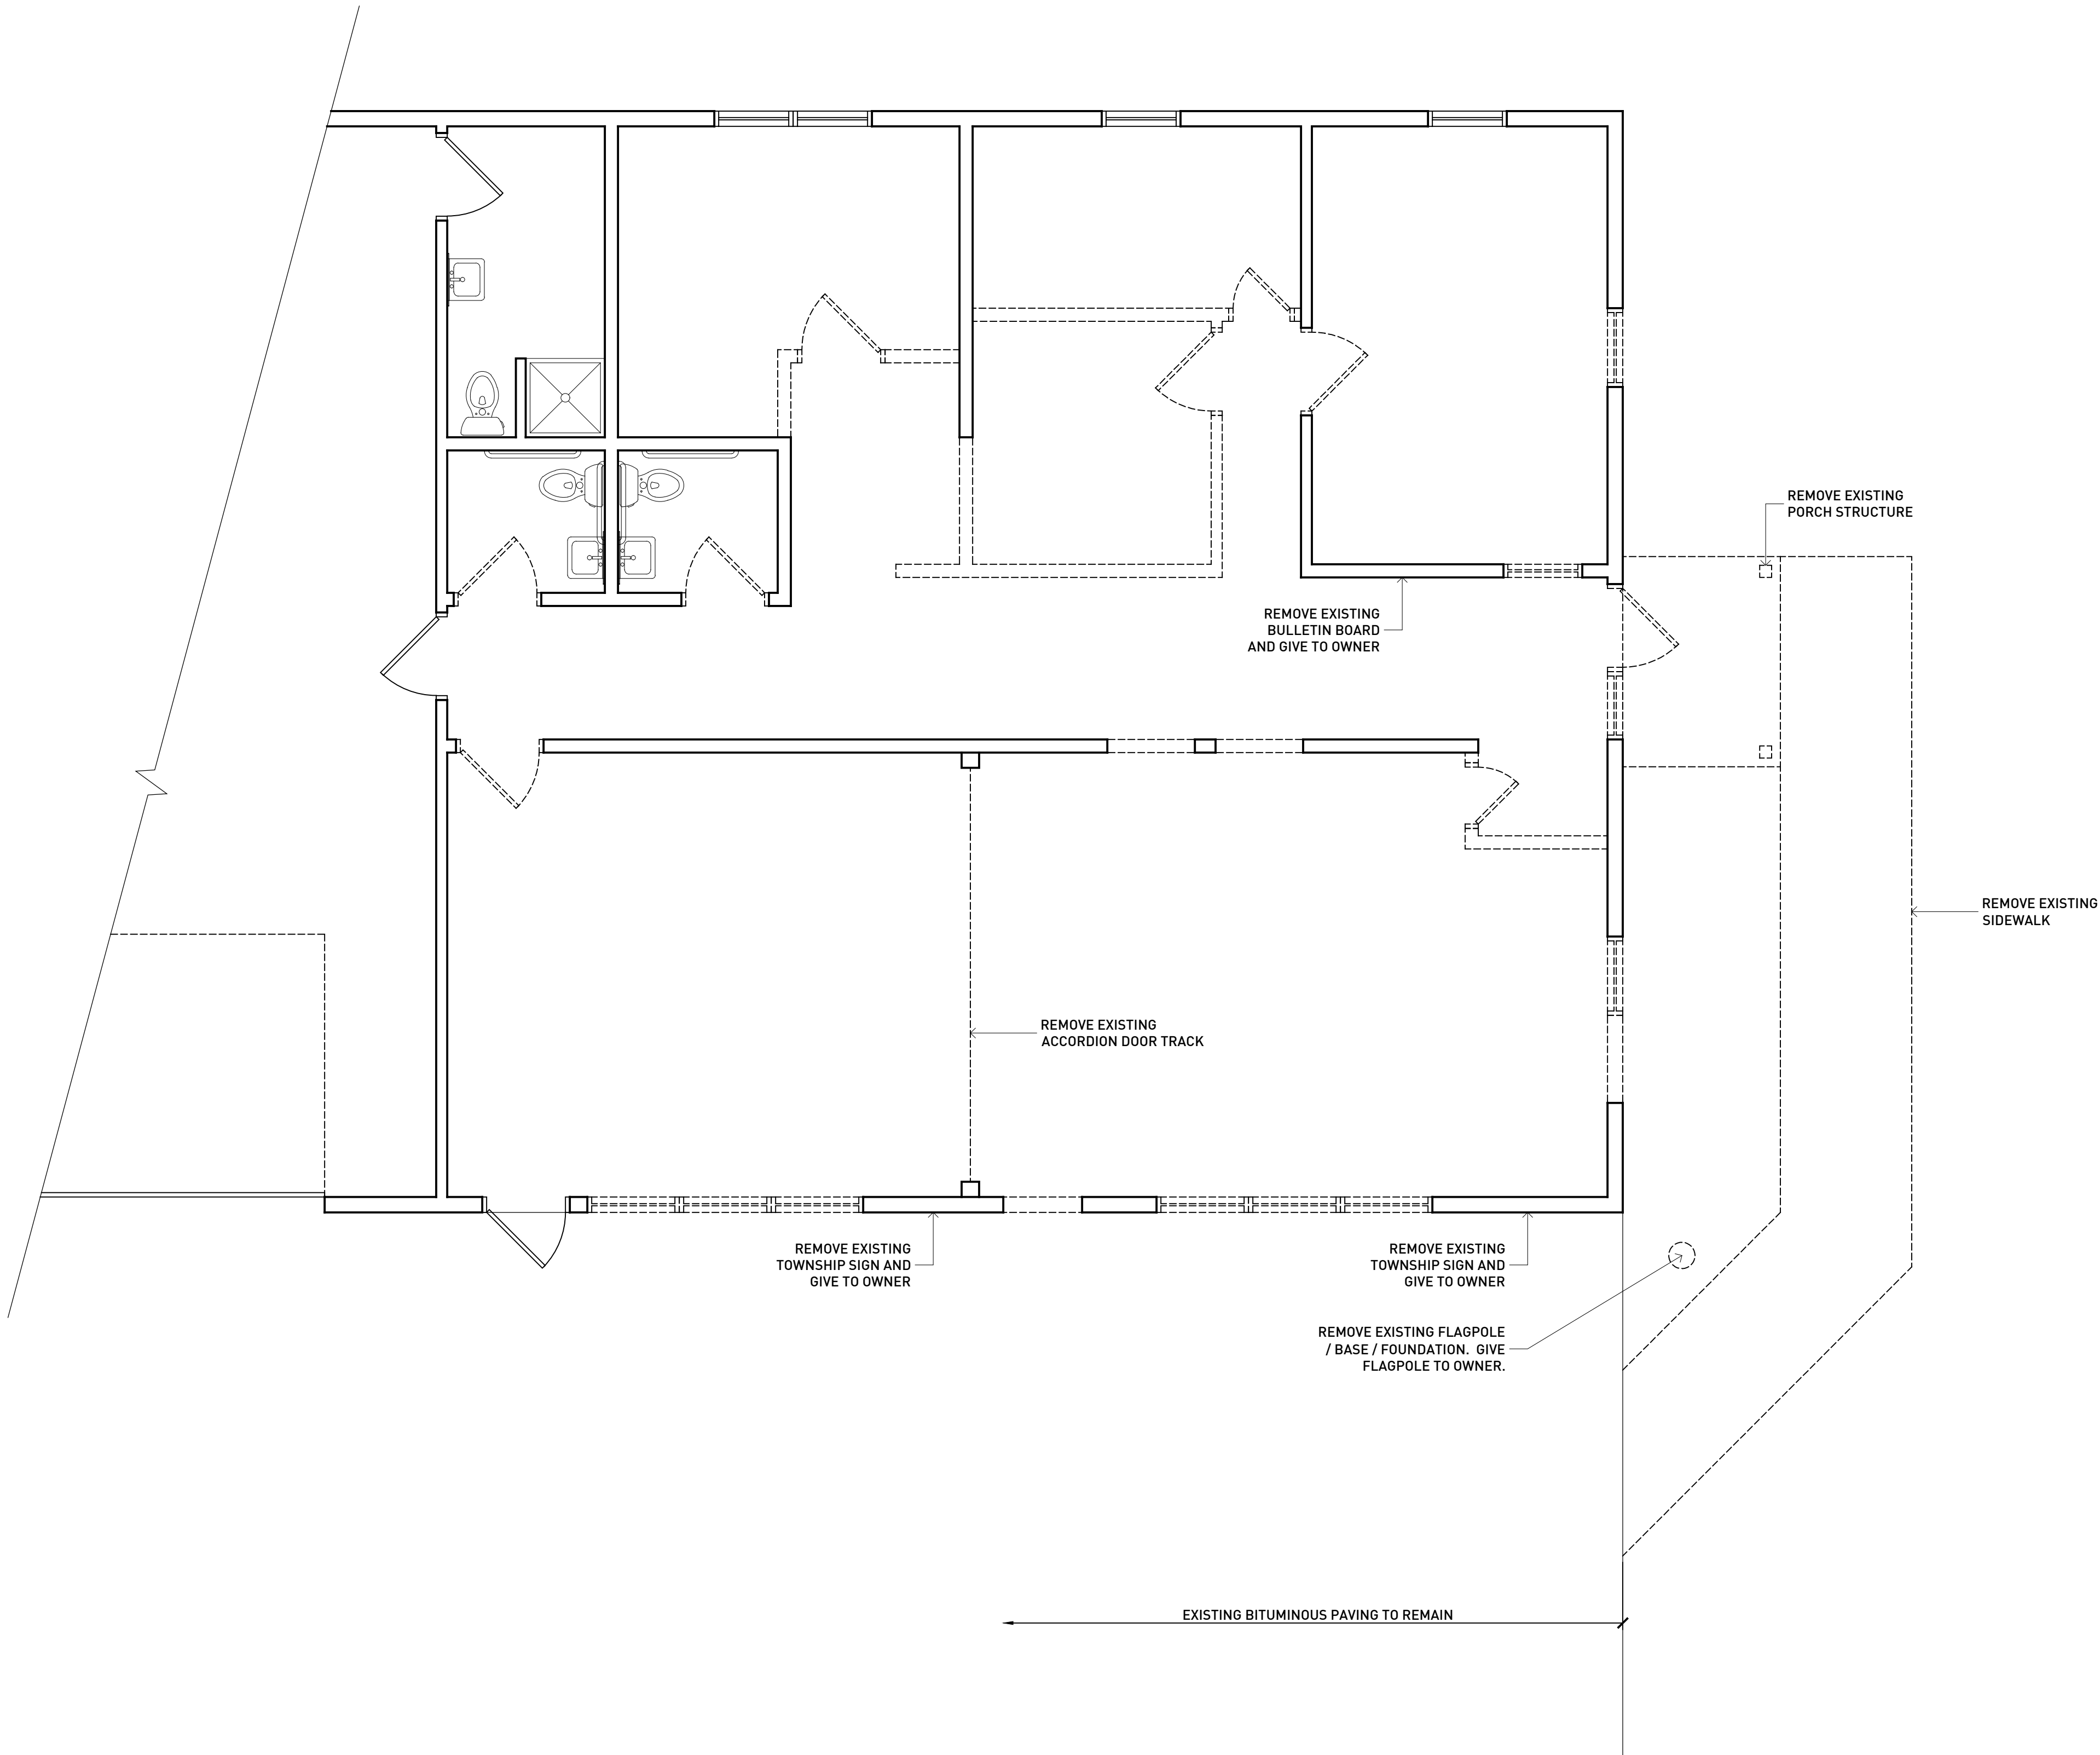 REMOVE EXISTING
PORCH STRUCTURE
REMOVE EXISTING
BULLETIN BOARD
AND GIVE TO OWNER
REMOVE EXISTING
SIDEWALK
REMOVE EXISTING
ACCORDION DOOR TRACK
REMOVE EXISTING
TOWNSHIP SIGN AND
GIVE TO OWNER
REMOVE EXISTING
TOWNSHIP SIGN AND
GIVE TO OWNER
REMOVE EXISTING FLAGPOLE
/ BASE / FOUNDATION. GIVE
FLAGPOLE TO OWNER.
EXISTING BITUMINOUS PAVING TO REMAIN